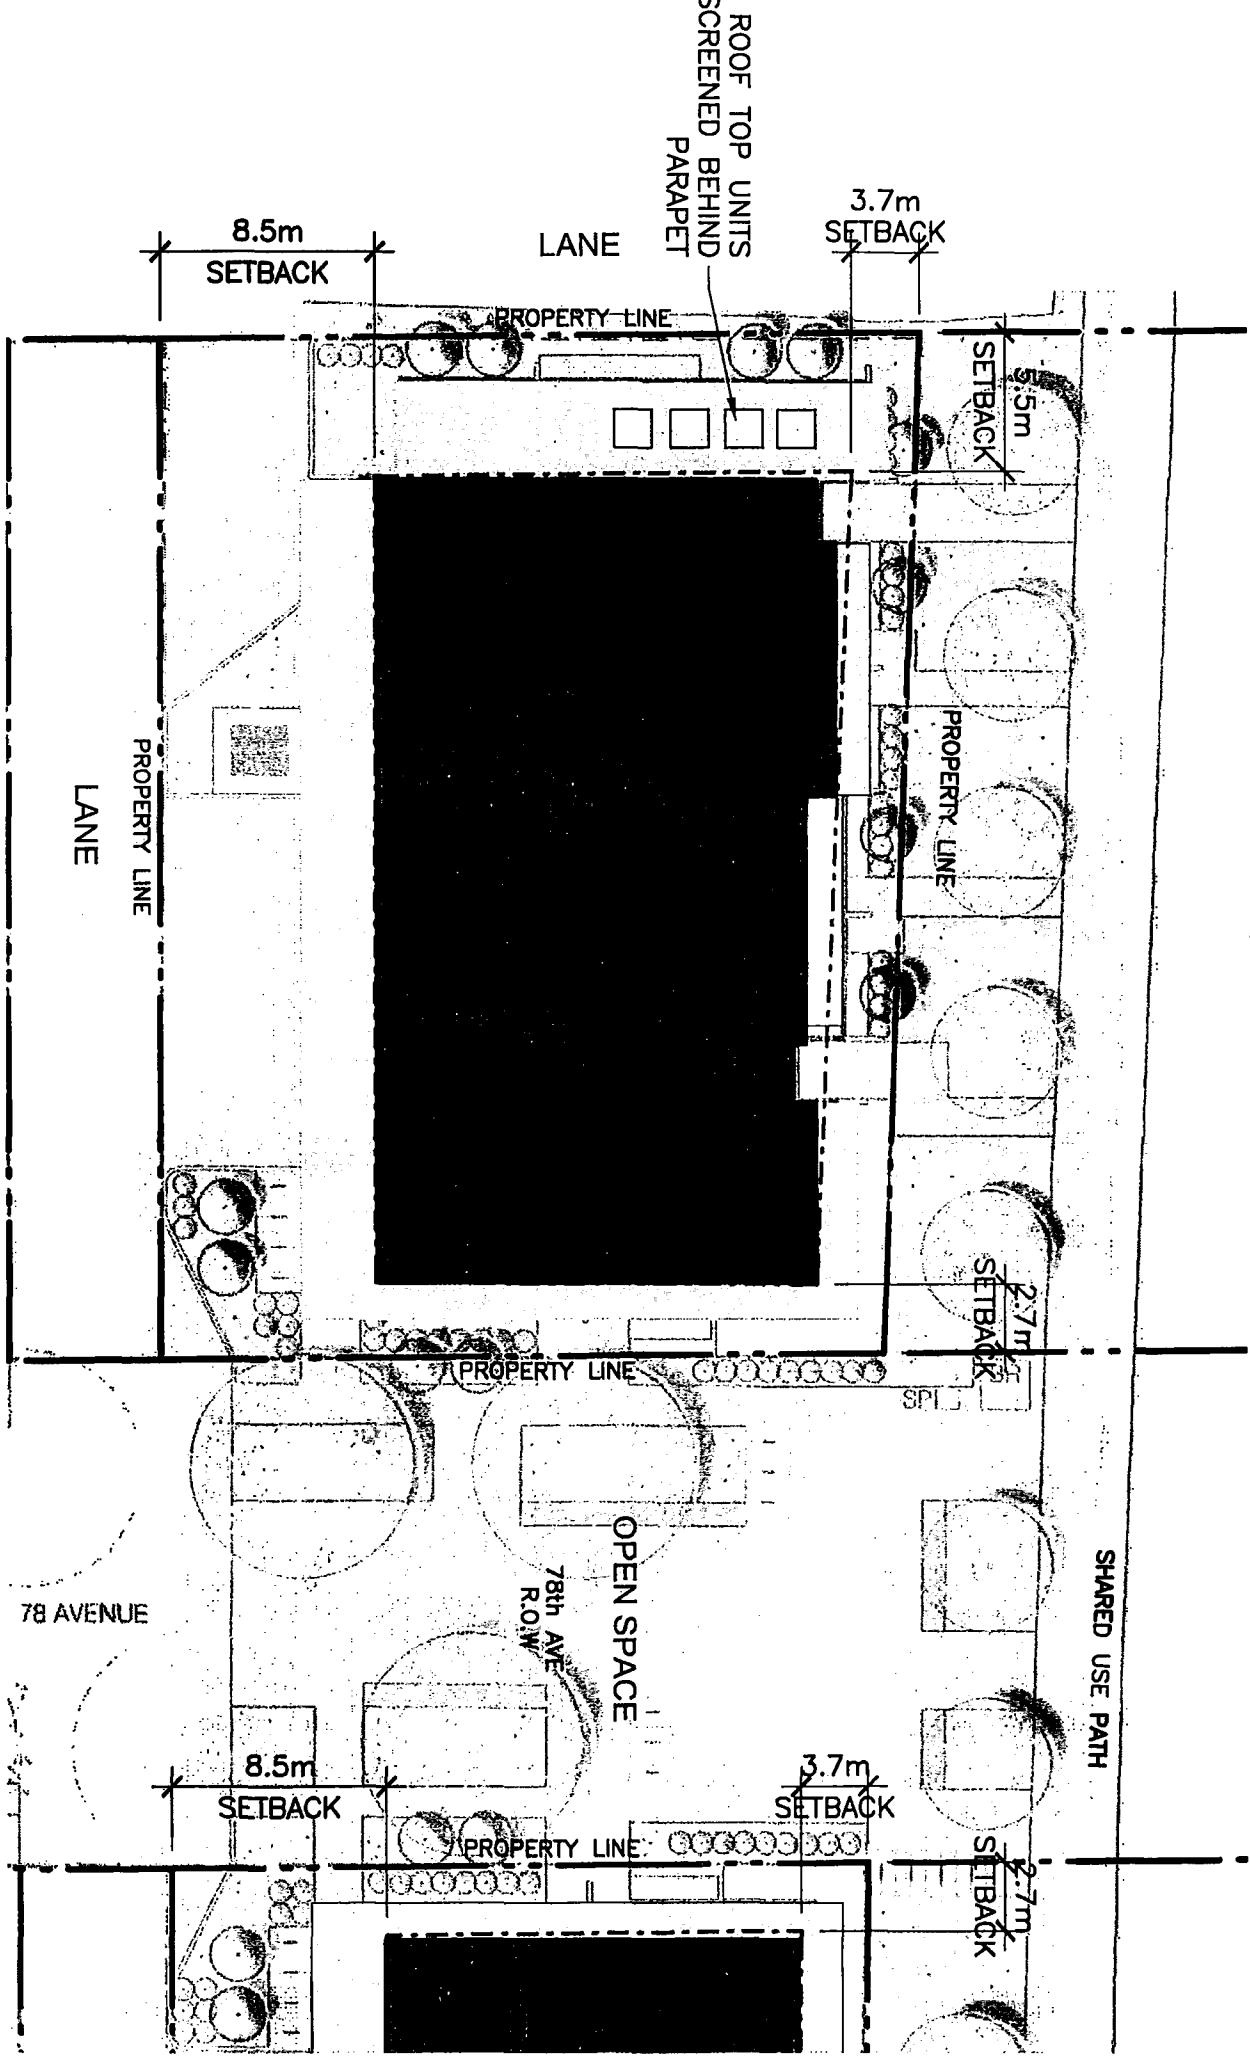 ROOF TOP UNITS
SCREENED BEHIND
PARAPET
3.7m
SETBACK
8.5m
SETBACK
LANE
PROPERTY LINE
5.5m
SETBACK
PROPERTY LINE
PROPERTY LINE
LANE
2.7m
SETBACK
PROPERTY LINE
OPEN SPACE
78th AVE
R.O.W
78 AVENUE
SHARED USE PATH
8.5m
SETBACK
3.7m
SETBACK
PROPERTY LINE
2.7m
SETBACK